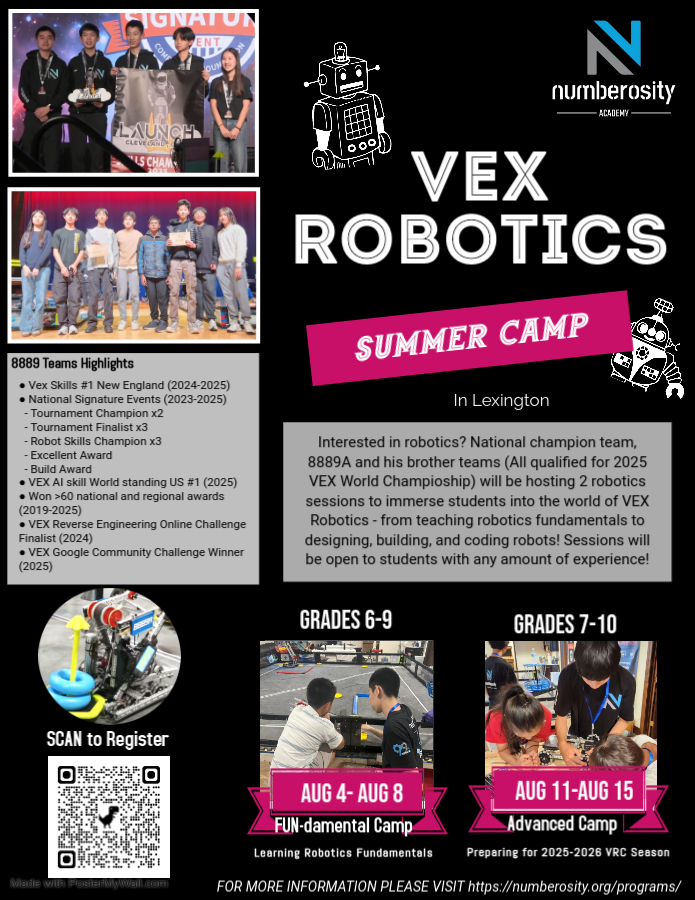 SIGNATURE
EVENT
LAUNCH
CLEVELAND
numberosity
ACADEMY
VEX
ROBOTICS
SUMMER CAMP
In Lexington
8889 Teams Highlights
● Vex Skills #1 New England (2024-2025)
● National Signature Events (2023-2025)
- Tournament Champion x2
- Tournament Finalist x3
- Robot Skills Champion x3
- Excellent Award
- Build Award
● VEX AI skill World standing US #1 (2025)
● Won >60 national and regional awards
(2019-2025)
● VEX Reverse Engineering Online Challenge
Finalist (2024)
● VEX Google Community Challenge Winner
(2025)
Interested in robotics? National champion team,
8889A and his brother teams (All qualified for 2025
VEX World Champioship) will be hosting 2 robotics
sessions to immerse students into the world of VEX
Robotics - from teaching robotics fundamentals to
designing, building, and coding robots! Sessions will
be open to students with any amount of experience!
SCAN to Register
GRADES 6-9
AUG 4- AUG 8
FUN-damental Camp
Learning Robotics Fundamentals
GRADES 7-10
AUG 11-AUG 15
Advanced Camp
Preparing for 2025-2026 VRC Season
Made with PosterMyWall.com
FOR MORE INFORMATION PLEASE VISIT https://numberosity.org/programs/